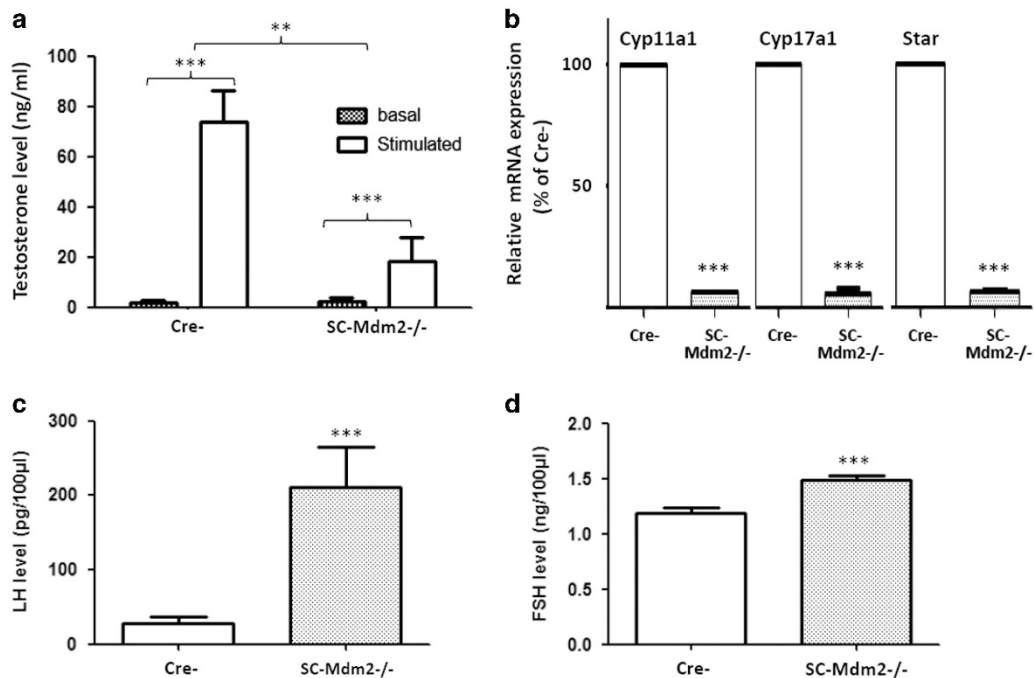 a
**
***
***
basal
Stimulated
Testosterone level (ng/ml)
100
80
60
40
20
0
Cre-
SC-Mdm2-/-
b
Cyp11a1
Cyp17a1
Star
Relative mRNA expression
(% of Cre-)
100
50
***
***
***
Cre-
SC-
Mdm2-/-
Cre-
SC-
Mdm2-/-
Cre-
SC-
Mdm2-/-
c
***
LH level (pg/100µl)
300
200
100
0
Cre-
SC-Mdm2-/-
d
***
FSH level (ng/100µl)
2.0
1.5
1.0
0.5
0.0
Cre-
SC-Mdm2-/-